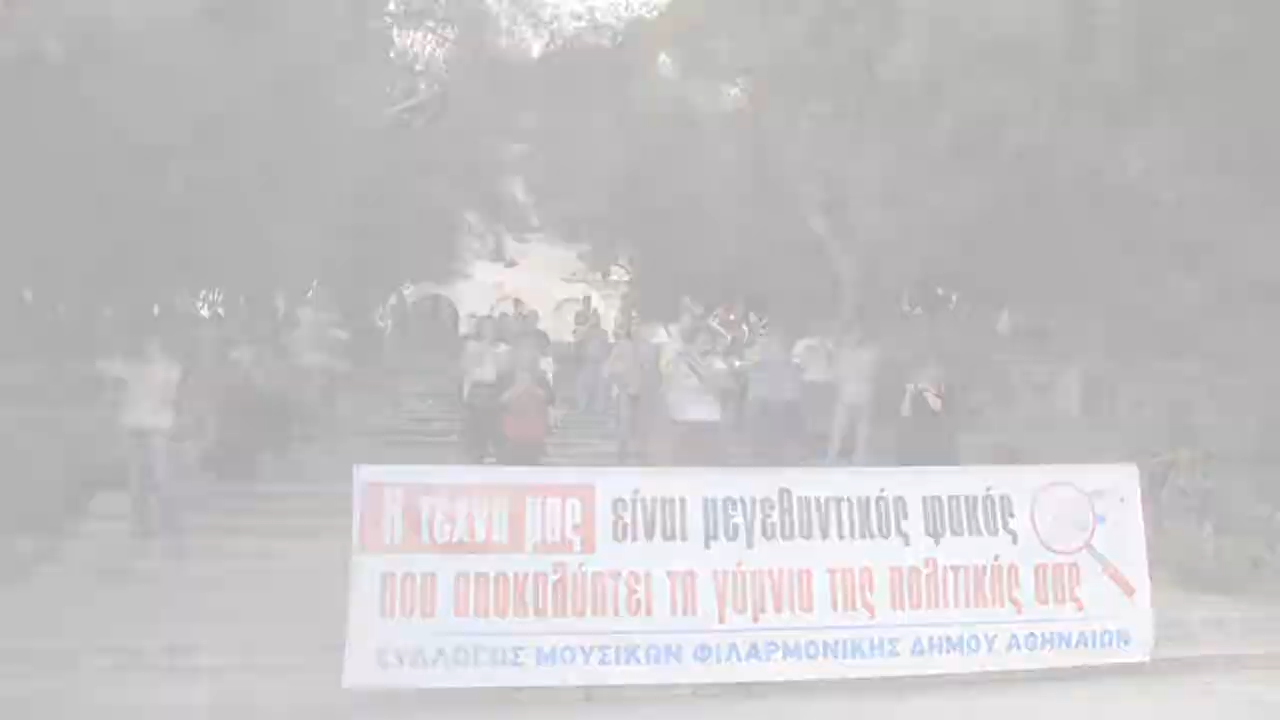 Η τέχνη μας είναι μεγεθυντικός φακός
που αποκαλύπτει τη γύμνια της πολιτικής σας
ΣΥΛΛΟΓΟΣ ΜΟΥΣΙΚΩΝ ΦΙΛΑΡΜΟΝΙΚΗΣ ΔΗΜΟΥ ΑΘΗΝΑΙΩΝ